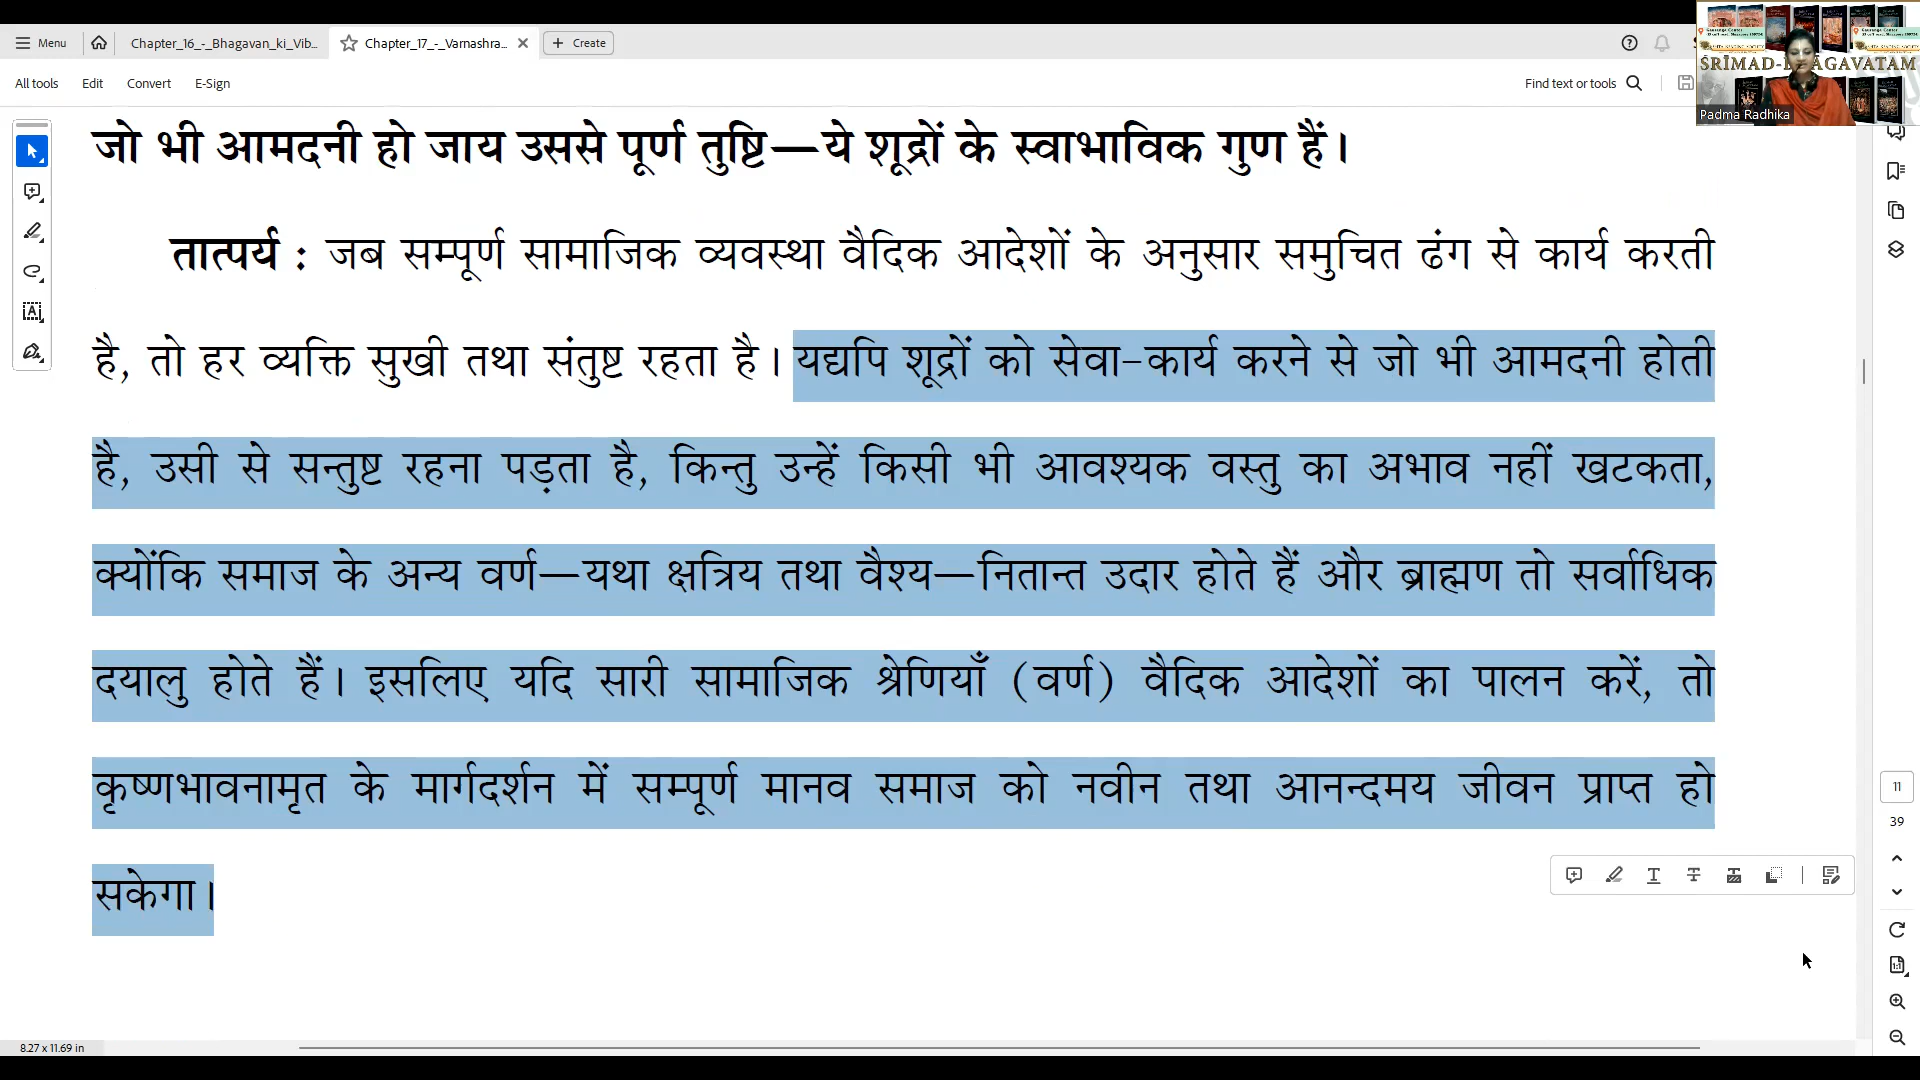 Menu
Chapter_16_-_Bhagavan_ki_Vib...
Chapter_17_-_Varnashra...
Create
All tools
Edit
Convert
E-Sign
Find text or tools
ŚRĪMAD-BHĀGAVATAM
Padma Radhika
जो भी आमदनी हो जाय उससे पूर्ण तुष्टि—ये शूद्रों के स्वाभाविक गुण हैं।
तात्पर्य : जब सम्पूर्ण सामाजिक व्यवस्था वैदिक आदेशों के अनुसार समुचित ढंग से कार्य करती
है, तो हर व्यक्ति सुखी तथा संतुष्ट रहता है। यद्यपि शूद्रों को सेवा-कार्य करने से जो भी आमदनी होती
है, उसी से सन्तुष्ट रहना पड़ता है, किन्तु उन्हें किसी भी आवश्यक वस्तु का अभाव नहीं खटकता,
क्योंकि समाज के अन्य वर्ण—यथा क्षत्रिय तथा वैश्य—नितान्त उदार होते हैं और ब्राह्मण तो सर्वाधिक
दयालु होते हैं। इसलिए यदि सारी सामाजिक श्रेणियाँ (वर्ण) वैदिक आदेशों का पालन करें, तो
कृष्णभावनामृत के मार्गदर्शन में सम्पूर्ण मानव समाज को नवीन तथा आनन्दमय जीवन प्राप्त हो
सकेगा।
11
39
8.27 x 11.69 in